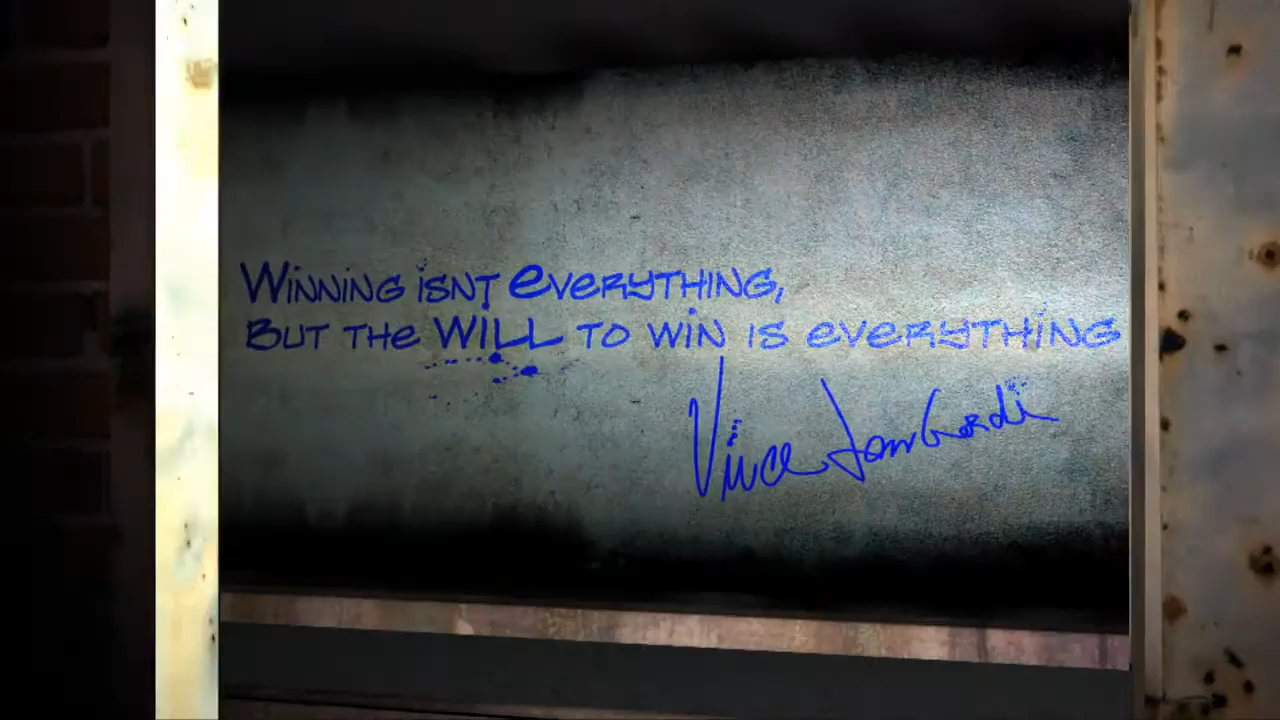 Winning isnt everything,
But the will to win is everything
Vince Lombardi